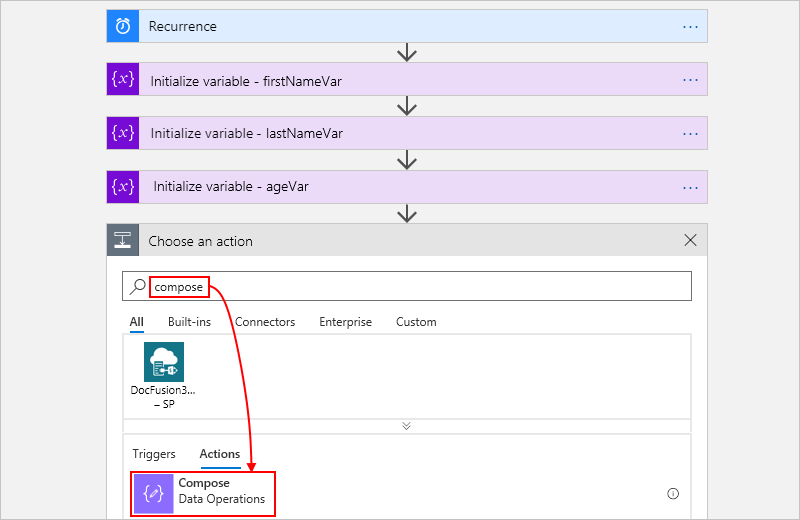 Recurrence
{x} Initialize variable - firstNameVar
{x} Initialize variable - lastNameVar
{x} Initialize variable - ageVar
Choose an action
compose
All Built-ins Connectors Enterprise Custom
DocFusion3...
– SP
Triggers Actions
Compose
Data Operations